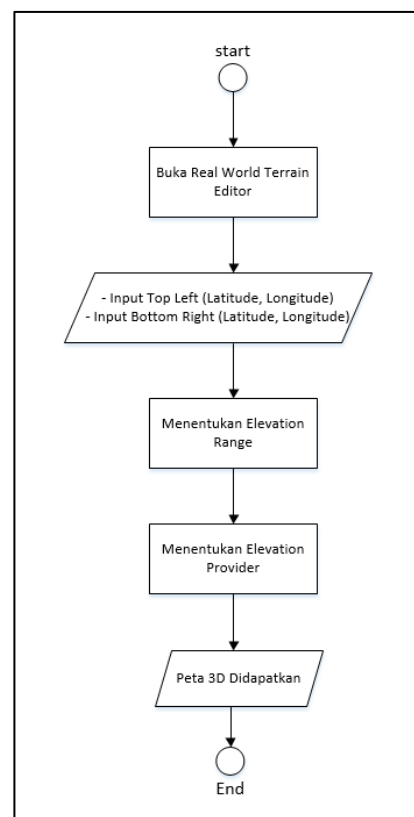 start
Buka Real World Terrain
Editor
- Input Top Left (Latitude, Longitude)
- Input Bottom Right (Latitude, Longitude)
Menentukan Elevation
Range
Menentukan Elevation
Provider
Peta 3D Didapatkan
End